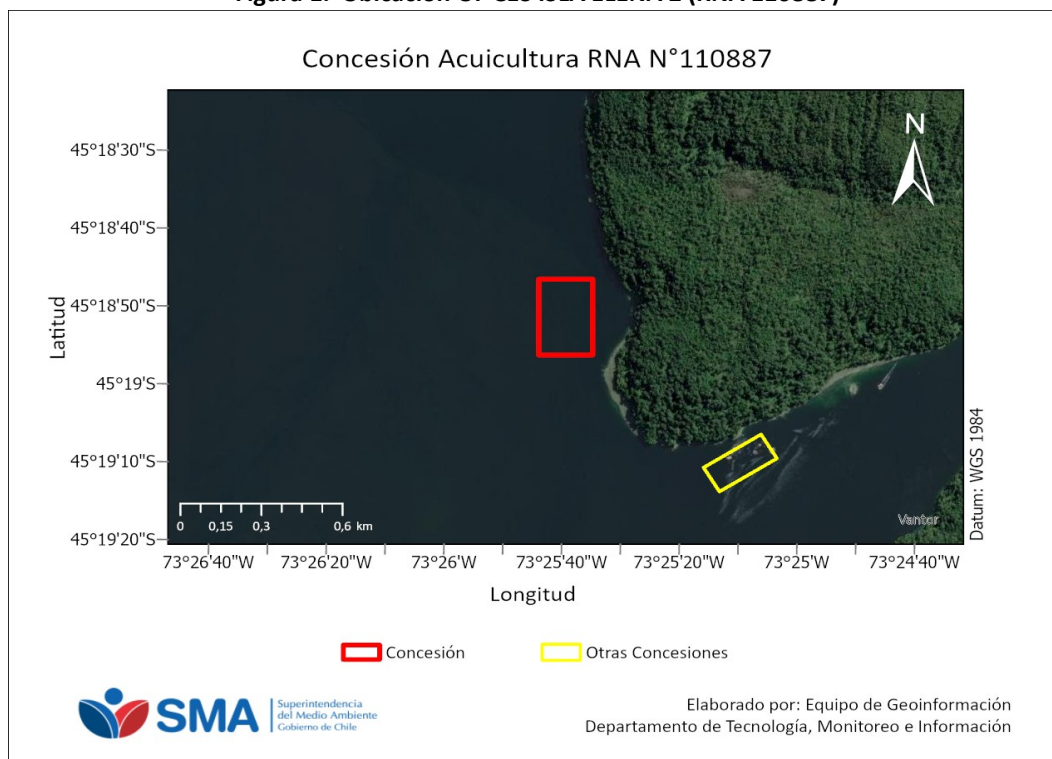 Concesión Acuicultura RNA N°110887
N
45°18'30"S
45°18'40"S
45°18'50"S
45°19'S
45°19'10"S
45°19'20"S
Latitud
0 0,15 0,3 0,6 km
Vantor
Datum: WGS 1984
73°26'40"W 73°26'20"W 73°26'W 73°25'40"W 73°25'20"W 73°25'W 73°24'40"W
Longitud
Concesión Otras Concesiones
SMA
Superintendencia
del Medio Ambiente
Gobierno de Chile
Elaborado por: Equipo de Geoinformación
Departamento de Tecnología, Monitoreo e Información